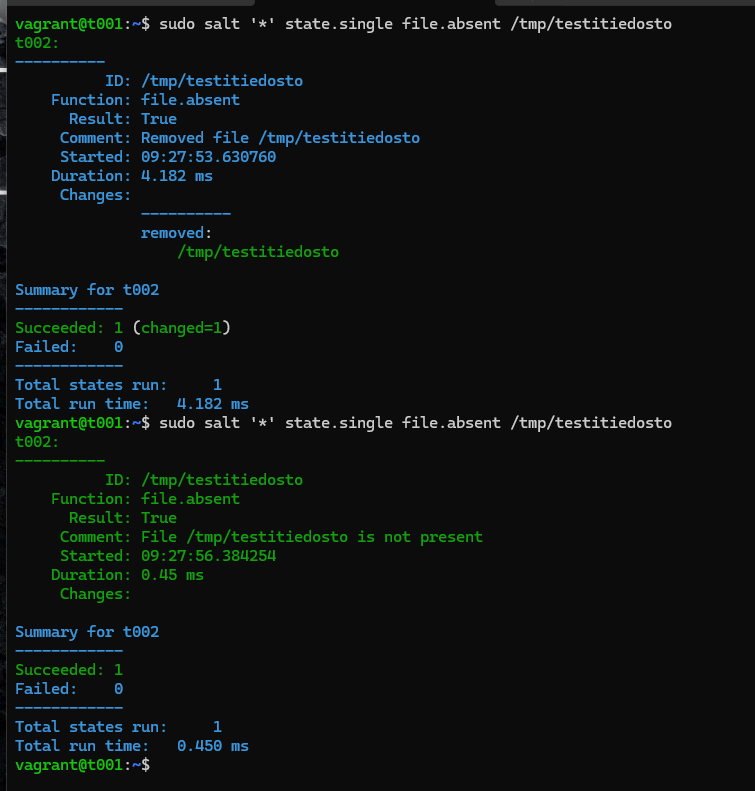 vagrant@t001:~$ sudo salt '*' state.single file.absent /tmp/testitiedosto
t002:
----------
          ID: /tmp/testitiedosto
    Function: file.absent
      Result: True
     Comment: Removed file /tmp/testitiedosto
     Started: 09:27:53.630760
    Duration: 4.182 ms
     Changes:
              ----------
              removed:
                  /tmp/testitiedosto

Summary for t002
------------
Succeeded: 1 (changed=1)
Failed:    0
------------
Total states run:     1
Total run time:   4.182 ms
vagrant@t001:~$ sudo salt '*' state.single file.absent /tmp/testitiedosto
t002:
----------
          ID: /tmp/testitiedosto
    Function: file.absent
      Result: True
     Comment: File /tmp/testitiedosto is not present
     Started: 09:27:56.384254
    Duration: 0.45 ms
     Changes:

Summary for t002
------------
Succeeded: 1
Failed:    0
------------
Total states run:     1
Total run time:   0.450 ms
vagrant@t001:~$